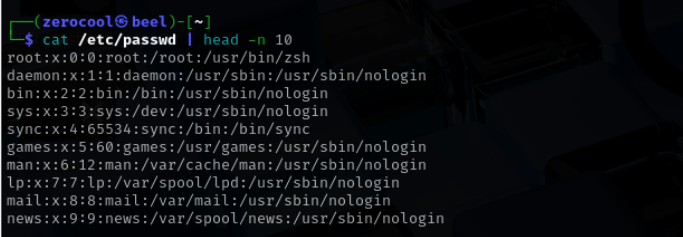 ┌──(zerocool㉿beel)-[~]
└─$ cat /etc/passwd | head -n 10
root:x:0:0:root:/root:/usr/bin/zsh
daemon:x:1:1:daemon:/usr/sbin:/usr/sbin/nologin
bin:x:2:2:bin:/bin:/usr/sbin/nologin
sys:x:3:3:sys:/dev:/usr/sbin/nologin
sync:x:4:65534:sync:/bin:/bin/sync
games:x:5:60:games:/usr/games:/usr/sbin/nologin
man:x:6:12:man:/var/cache/man:/usr/sbin/nologin
lp:x:7:7:lp:/var/spool/lpd:/usr/sbin/nologin
mail:x:8:8:mail:/var/mail:/usr/sbin/nologin
news:x:9:9:news:/var/spool/news:/usr/sbin/nologin